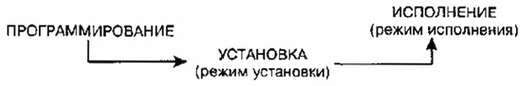 ИСПОЛНЕНИЕ
(режим исполнения)
ПРОГРАММИРОВАНИЕ
УСТАНОВКА
(режим установки)